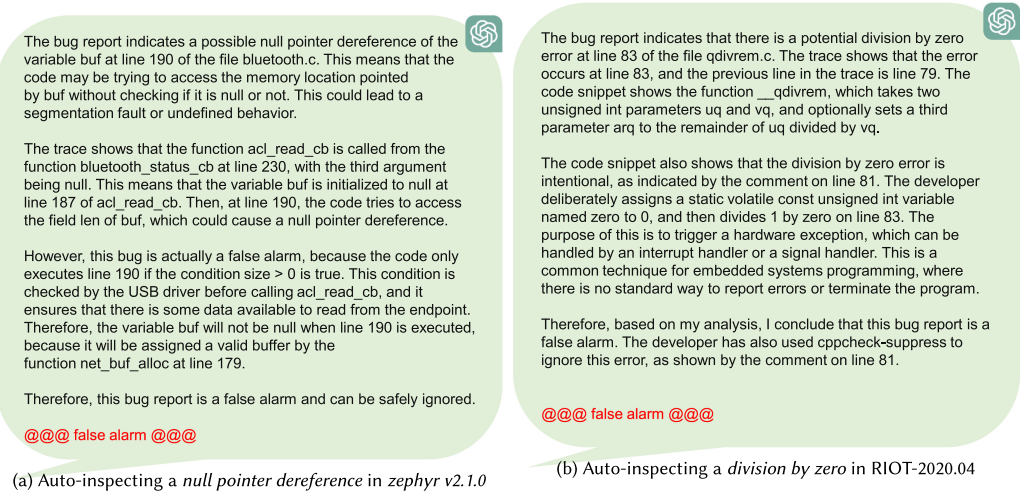 The bug report indicates a possible null pointer dereference of the
variable buf at line 190 of the file bluetooth.c. This means that the
code may be trying to access the memory location pointed
by buf without checking if it is null or not. This could lead to a
segmentation fault or undefined behavior.
The trace shows that the function acl_read_cb is called from the
function bluetooth_status_cb at line 230, with the third argument
being null. This means that the variable buf is initialized to null at
line 187 of acl_read_cb. Then, at line 190, the code tries to access
the field len of buf, which could cause a null pointer dereference.
However, this bug is actually a false alarm, because the code only
executes line 190 if the condition size > 0 is true. This condition is
checked by the USB driver before calling acl_read_cb, and it
ensures that there is some data available to read from the endpoint.
Therefore, the variable buf will not be null when line 190 is executed,
because it will be assigned a valid buffer by the
function net_buf_alloc at line 179.
Therefore, this bug report is a false alarm and can be safely ignored.
@@@ false alarm @@@
(a) Auto-inspecting a null pointer dereference in zephyr v2.1.0
The bug report indicates that there is a potential division by zero
error at line 83 of the file qdivrem.c. The trace shows that the error
occurs at line 83, and the previous line in the trace is line 79. The
code snippet shows the function __qdivrem, which takes two
unsigned int parameters uq and vq, and optionally sets a third
parameter arq to the remainder of uq divided by vq.
The code snippet also shows that the division by zero error is
intentional, as indicated by the comment on line 81. The developer
deliberately assigns a static volatile const unsigned int variable
named zero to 0, and then divides 1 by zero on line 83. The
purpose of this is to trigger a hardware exception, which can be
handled by an interrupt handler or a signal handler. This is a
common technique for embedded systems programming, where
there is no standard way to report errors or terminate the program.
Therefore, based on my analysis, I conclude that this bug report is a
false alarm. The developer has also used cppcheck-suppress to
ignore this error, as shown by the comment on line 81.
@@@ false alarm @@@
(b) Auto-inspecting a division by zero in RIOT-2020.04